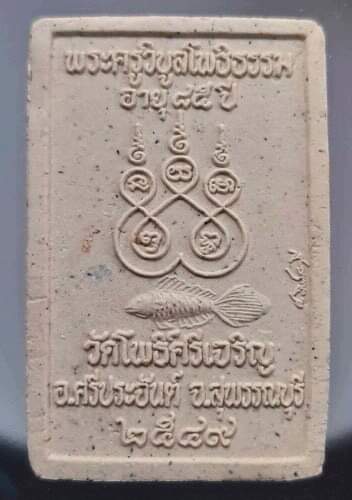 พระครูวิบูลโพธิธรรม
อายุ ๘๕ ปี
วัดโพธิ์ศิริเจริญ
อ.ศรีประจันต์ จ.สุพรรณบุรี
๒๕๔๙